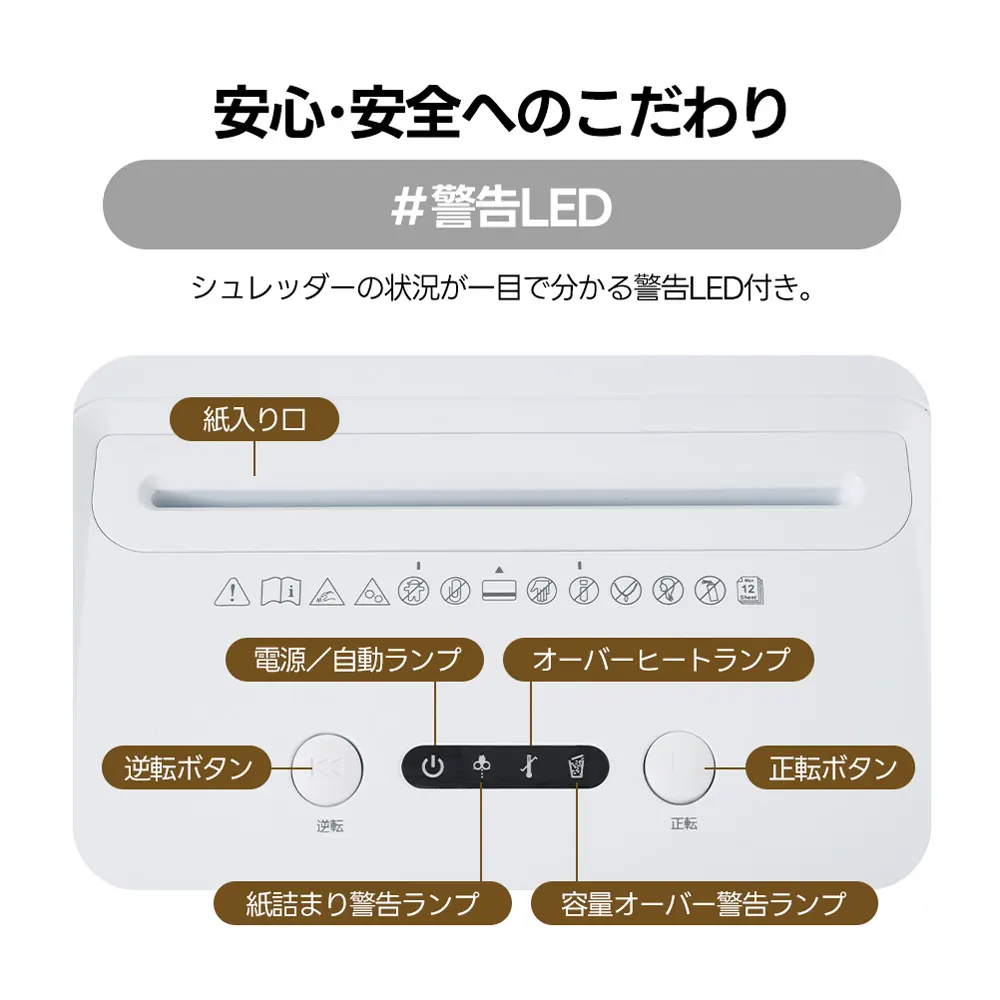 安心・安全へのこだわり
#警告LED
シュレッダーの状況が一目で分かる警告LED付き。
紙入り口
Max
12
Sheet
電源／自動ランプ
オーバーヒートランプ
逆転ボタン
正転ボタン
逆転
正転
紙詰まり警告ランプ
容量オーバー警告ランプ